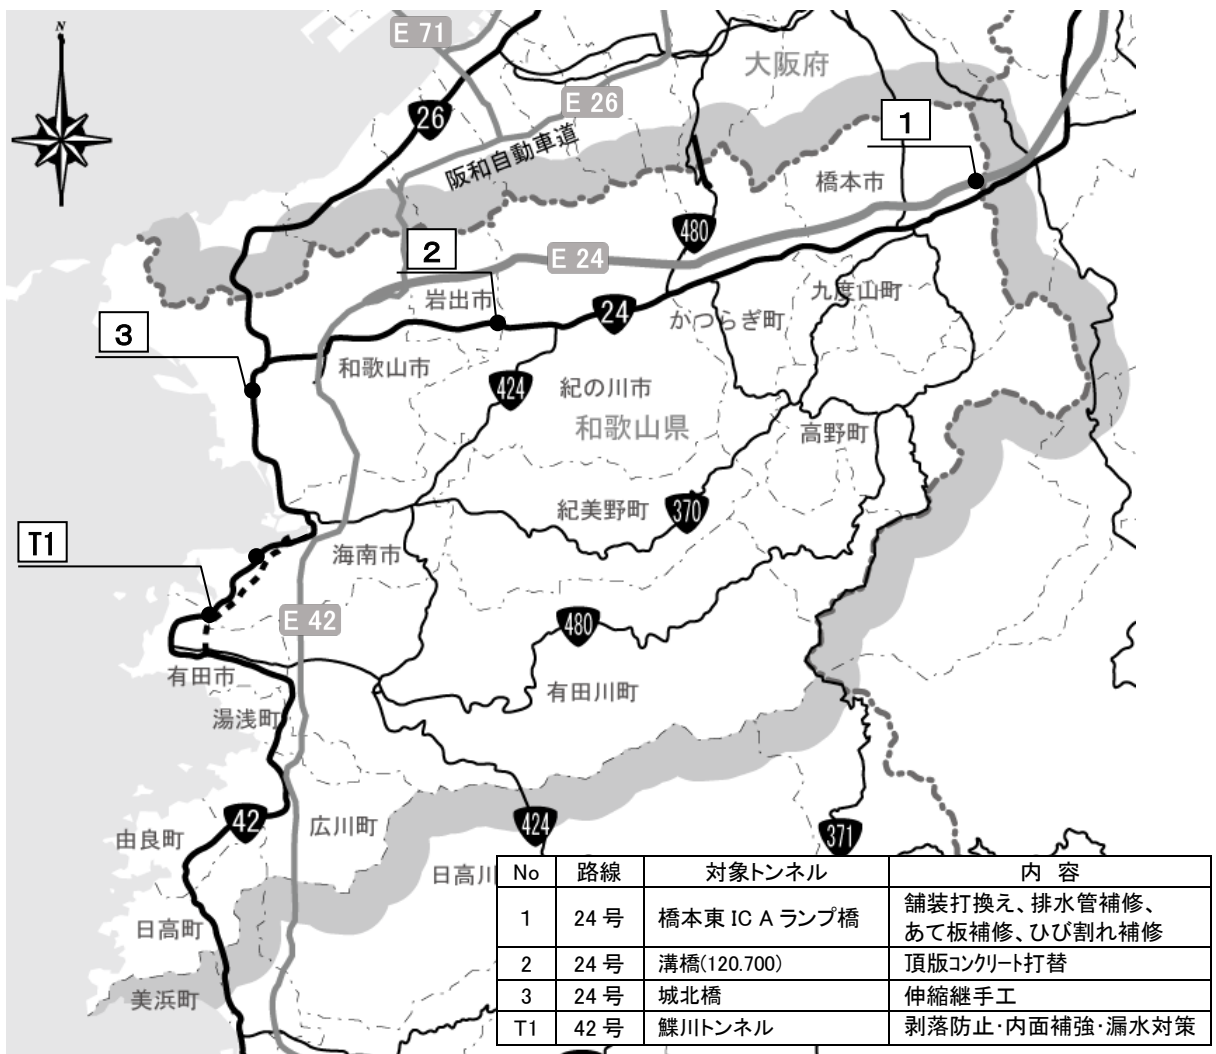 N
E 71
大阪府
E 26
26
1
阪和自動車道
橋本市
480
2
E 24
岩出市
九度山町
24
かつらぎ町
3
和歌山市
424
紀の川市
和歌山県
高野町
紀美野町
370
T1
海南市
E 42
480
有田市
有田川町
湯浅町
42
広川町
424
371
由良町
日高川
日高町
美浜町
No 路線 対象トンネル 内 容
1 24 号 橋本東 IC A ランプ橋 舗装打換え、排水管補修、
あて板補修、ひび割れ補修
2 24 号 溝橋(120.700) 頂版コンクリート打替
3 24 号 城北橋 伸縮継手工
T1 42 号 鰈川トンネル 剥落防止・内面補強・漏水対策